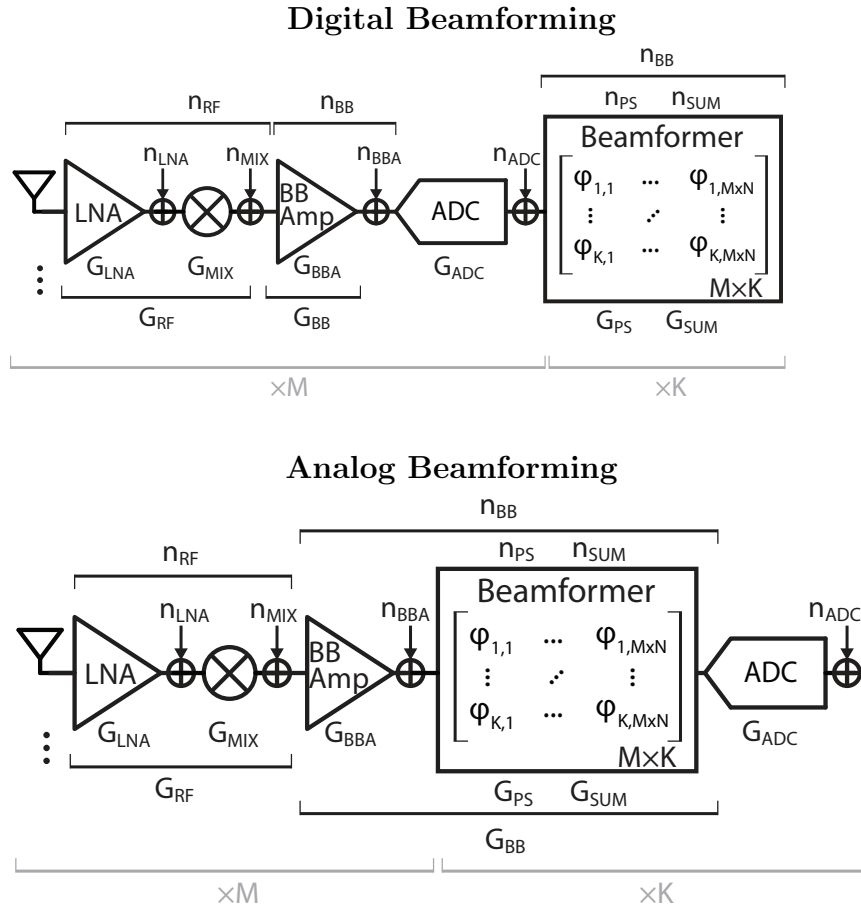 Digital Beamforming
n_BB
n_RF n_BB n_PS n_SUM
n_LNA n_MIX n_BBA n_ADC Beamformer
LNA BB Amp ADC
φ_1,1 ... φ_1,MxN
⋮ ⋰ ⋮
φ_K,1 ... φ_K,MxN
M×K
⋮ G_LNA G_MIX G_BBA G_ADC
G_RF G_BB G_PS G_SUM
×M ×K
Analog Beamforming
n_BB
n_RF n_PS n_SUM
n_LNA n_MIX n_BBA Beamformer n_ADC
LNA BB Amp ADC
φ_1,1 ... φ_1,MxN
⋮ ⋰ ⋮
φ_K,1 ... φ_K,MxN
M×K
⋮ G_LNA G_MIX G_BBA G_ADC
G_RF G_PS G_SUM
G_BB
×M ×K